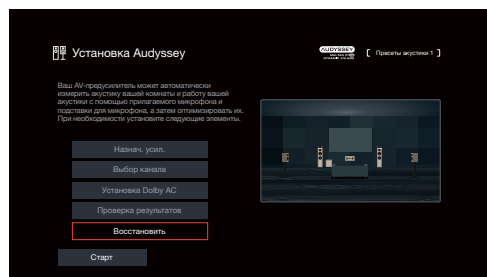 Установка Audyssey
AUDYSSEY
[ Пресеты акустики 1 ]
Ваш AV-предусилитель может автоматически
измерить акустику вашей комнаты и работу вашей
акустики с помощью прилагаемого микрофона и
подставки для микрофона, а затем оптимизировать их.
При необходимости установите следующие элементы.
Назнач. усил.
Выбор канала
Установка Dolby AC
Проверка результатов
Восстановить
Старт